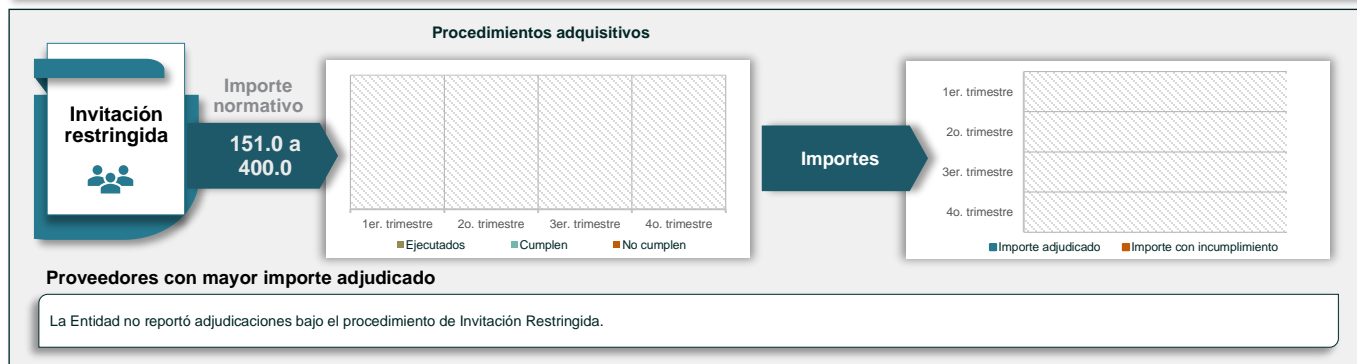 Procedimientos adquisitivos
Invitación
restringida
Importe
normativo
151.0 a
400.0
1er. trimestre 2o. trimestre 3er. trimestre 4o. trimestre
Ejecutados Cumplen No cumplen
Importes
1er. trimestre
2o. trimestre
3er. trimestre
4o. trimestre
Importe adjudicado Importe con incumplimiento
Proveedores con mayor importe adjudicado
La Entidad no reportó adjudicaciones bajo el procedimiento de Invitación Restringida.